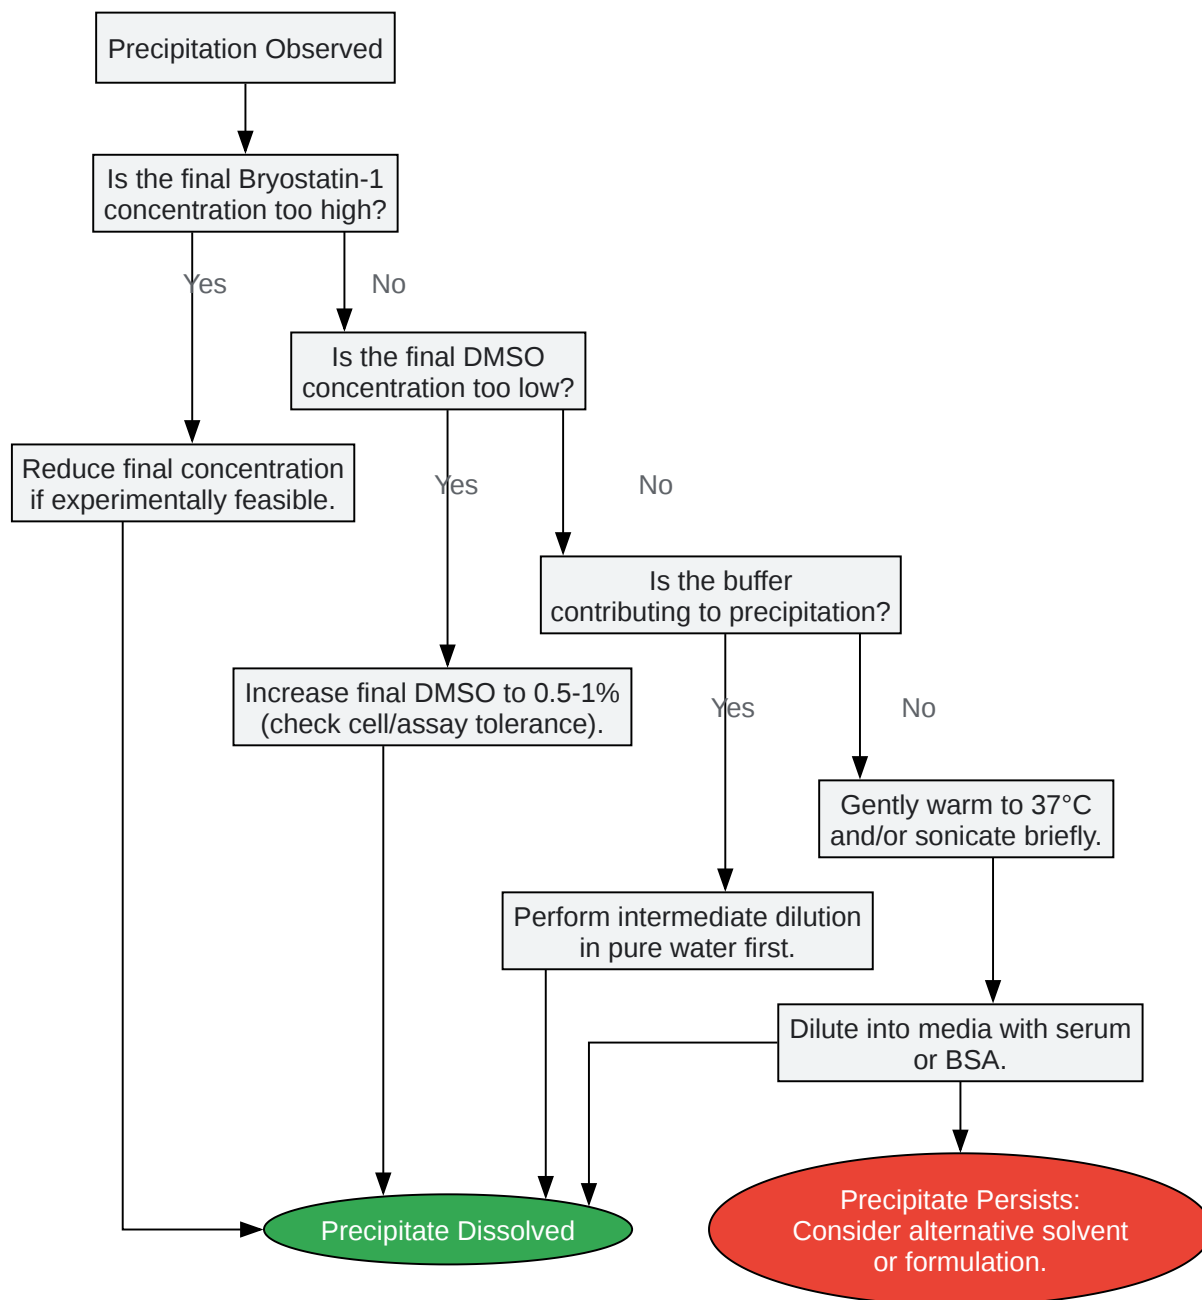 Precipitation Observed
Is the final Bryostatin-1
concentration too high?
Yes
No
Is the final DMSO
concentration too low?
Reduce final concentration
if experimentally feasible.
Yes
No
Is the buffer
contributing to precipitation?
Increase final DMSO to 0.5-1%
(check cell/assay tolerance).
Yes
No
Gently warm to 37°C
and/or sonicate briefly.
Perform intermediate dilution
in pure water first.
Dilute into media with serum
or BSA.
Precipitate Dissolved
Precipitate Persists:
Consider alternative solvent
or formulation.